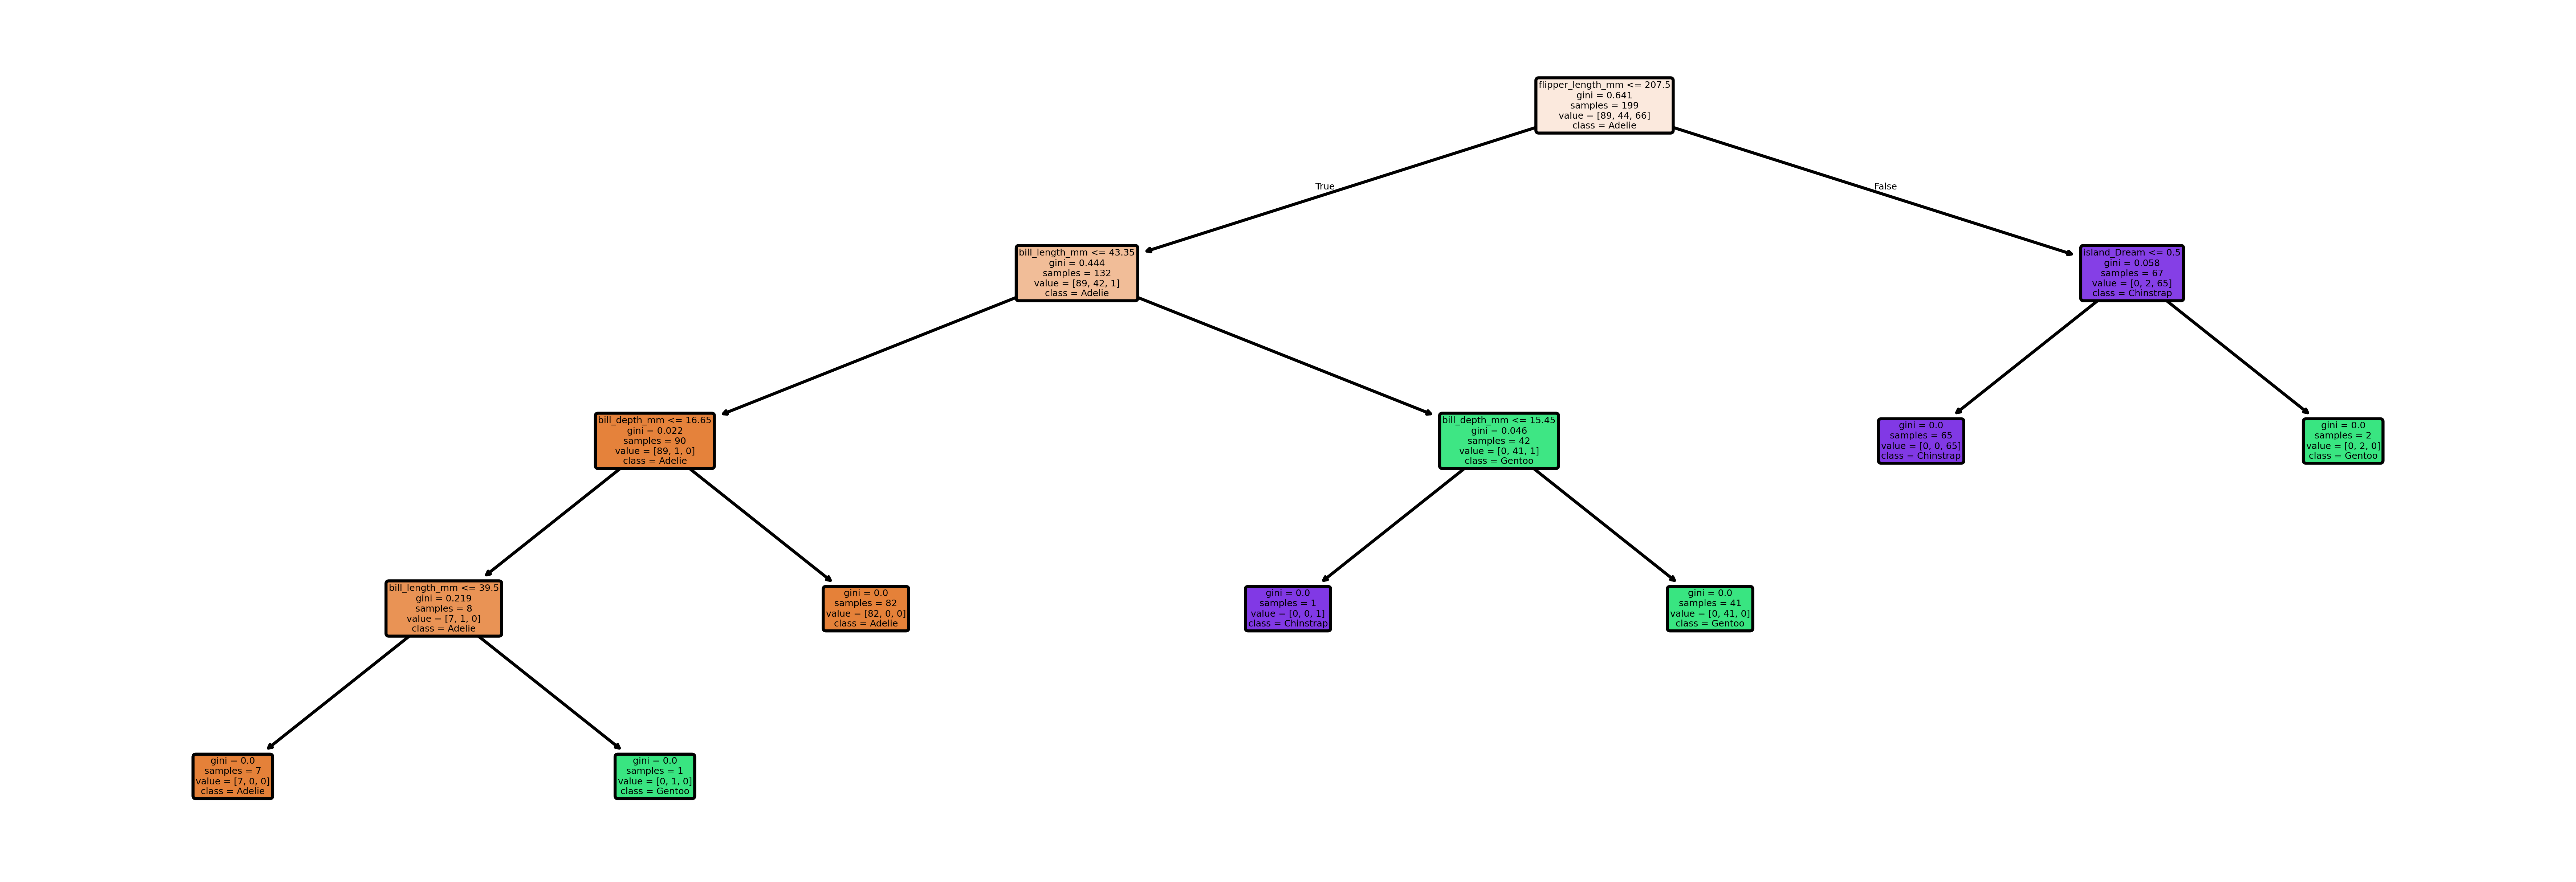 flipper_length_mm <= 207.5
gini = 0.641
samples = 199
value = [89, 44, 66]
class = Adelie
True
False
bill_length_mm <= 43.35
gini = 0.444
samples = 132
value = [89, 42, 1]
class = Adelie
island_Dream <= 0.5
gini = 0.058
samples = 67
value = [0, 2, 65]
class = Chinstrap
bill_depth_mm <= 16.65
gini = 0.022
samples = 90
value = [89, 1, 0]
class = Adelie
bill_depth_mm <= 15.45
gini = 0.046
samples = 42
value = [0, 41, 1]
class = Gentoo
gini = 0.0
samples = 65
value = [0, 0, 65]
class = Chinstrap
gini = 0.0
samples = 2
value = [0, 2, 0]
class = Gentoo
bill_length_mm <= 39.5
gini = 0.219
samples = 8
value = [7, 1, 0]
class = Adelie
gini = 0.0
samples = 82
value = [82, 0, 0]
class = Adelie
gini = 0.0
samples = 1
value = [0, 0, 1]
class = Chinstrap
gini = 0.0
samples = 41
value = [0, 41, 0]
class = Gentoo
gini = 0.0
samples = 7
value = [7, 0, 0]
class = Adelie
gini = 0.0
samples = 1
value = [0, 1, 0]
class = Gentoo